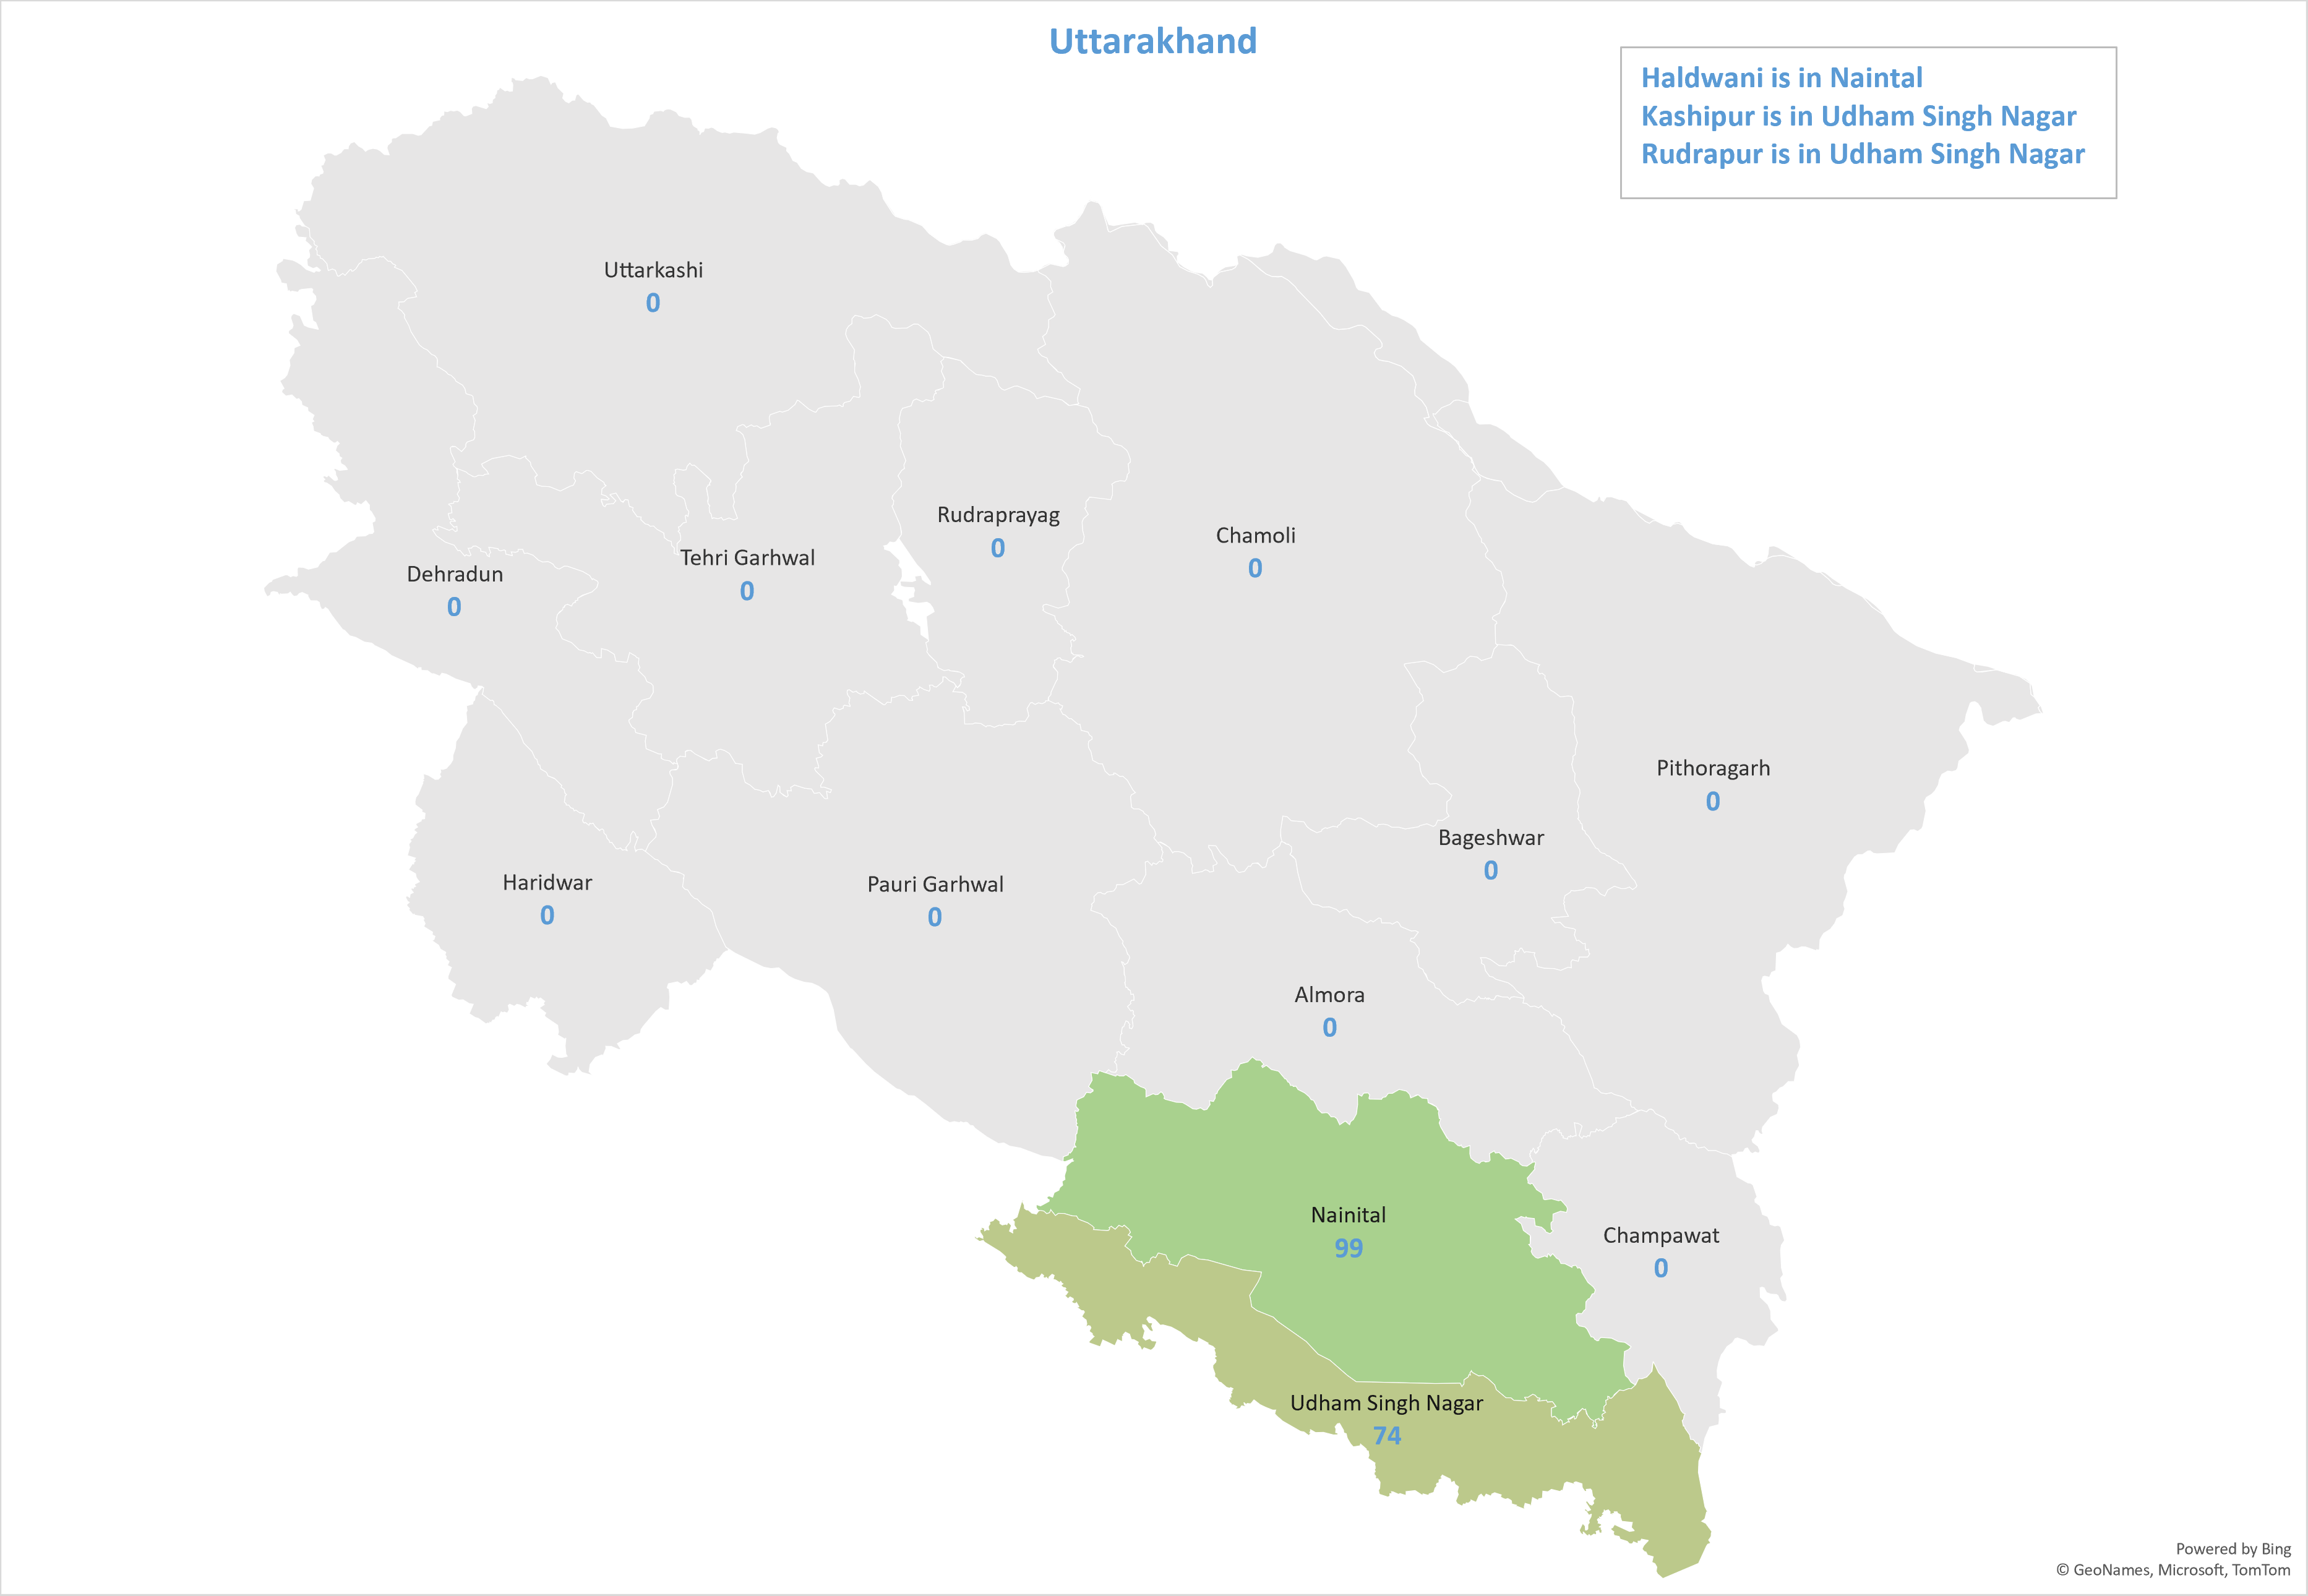 Uttarakhand
Haldwani is in Naintal
Kashipur is in Udham Singh Nagar
Rudrapur is in Udham Singh Nagar
Uttarkashi
0
Rudraprayag
0
Chamoli
0
Tehri Garhwal
0
Dehradun
0
Pithoragarh
0
Bageshwar
0
Haridwar
0
Pauri Garhwal
0
Almora
0
Nainital
99
Champawat
0
Udham Singh Nagar
74
Powered by Bing
© GeoNames, Microsoft, TomTom